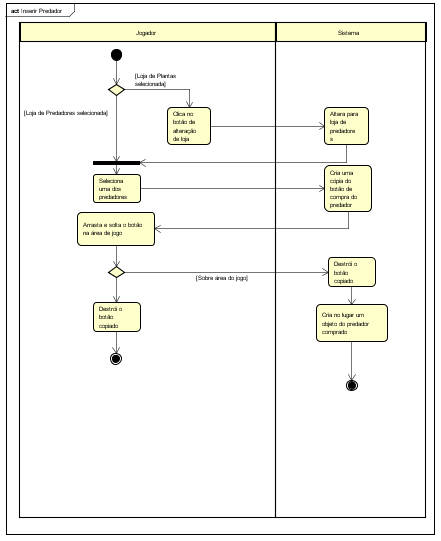 act Inserir Predador
Jogador
Sistema
[Loja de Plantas
selecionada]
[Loja de Predadores selecionada]
Clica no
botão de
alteração
de loja
Altera para
loja de
predadore
s
Seleciona
uma dos
predadores
Cria uma
cópia do
botão de
compra do
predador
Arrasta e solta o botão
na área de jogo
[Sobre área do jogo]
Destrói o
botão
copiado
Destrói o
botão
copiado
Cria no lugar um
objeto do predador
comprado